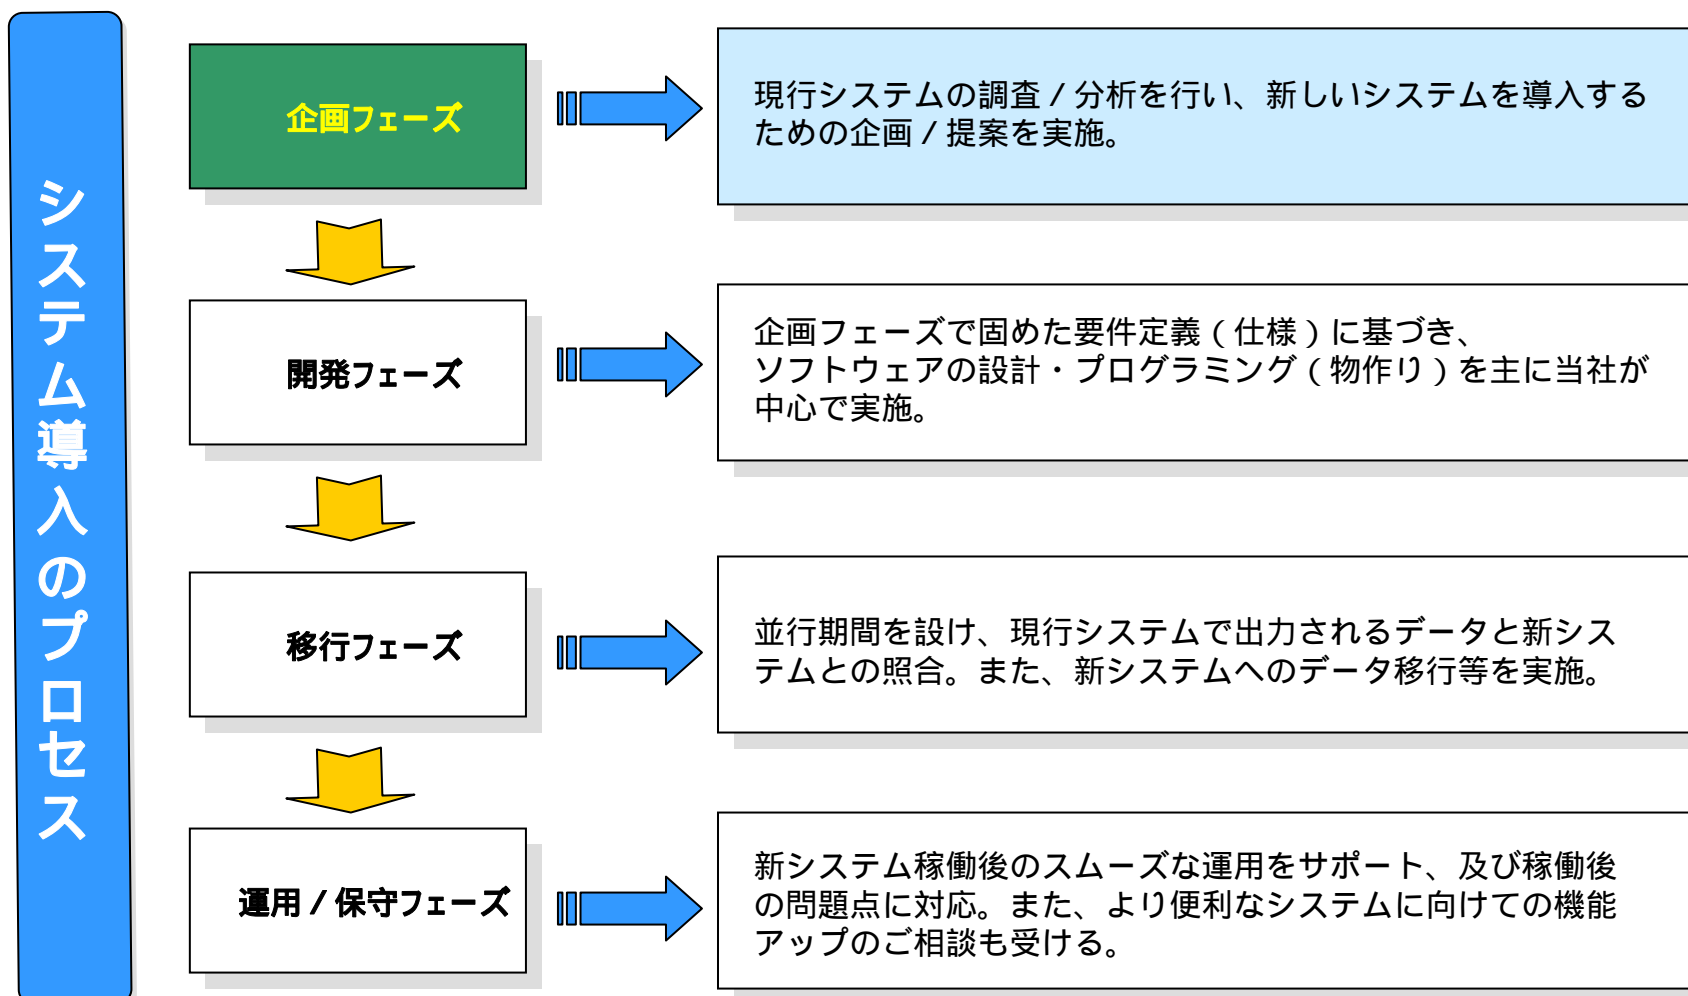 システム導入のプロセス
企画フェーズ
現行システムの調査 / 分析を行い、新しいシステムを導入する
ための企画 / 提案を実施。
開発フェーズ
企画フェーズで固めた要件定義(仕様)に基づき、
ソフトウェアの設計・プログラミング(物作り)を主に当社が
中心で実施。
移行フェーズ
並行期間を設け、現行システムで出力されるデータと新シス
テムとの照合。また、新システムへのデータ移行等を実施。
運用 / 保守フェーズ
新システム稼働後のスムーズな運用をサポート、及び稼働後
の問題点に対応。また、より便利なシステムに向けての機能
アップのご相談も受ける。